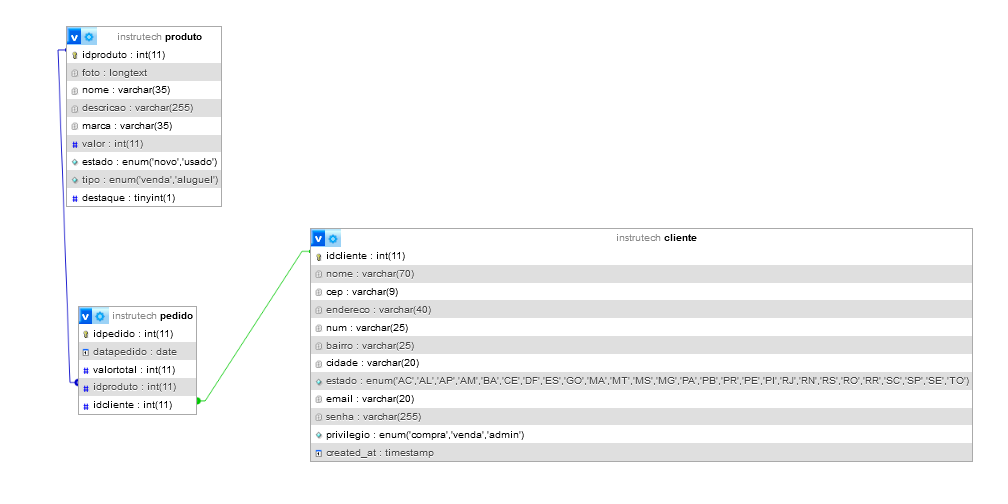 instrutech produto
idproduto : int(11)
foto : longtext
nome : varchar(35)
descricao : varchar(255)
marca : varchar(35)
valor : int(11)
estado : enum('novo','usado')
tipo : enum('venda','aluguel')
destaque : tinyint(1)
instrutech cliente
idcliente : int(11)
nome : varchar(70)
cep : varchar(9)
endereco : varchar(40)
num : varchar(25)
bairro : varchar(25)
cidade : varchar(20)
estado : enum('AC','AL','AP','AM','BA','CE','DF','ES','GO','MA','MT','MS','MG','PA','PB','PR','PE','PI','RJ','RN','RS','RO','RR','SC','SP','SE','TO')
email : varchar(20)
senha : varchar(255)
privilegio : enum('compra','venda','admin')
created_at : timestamp
instrutech pedido
idpedido : int(11)
datapedido : date
valortotal : int(11)
idproduto : int(11)
idcliente : int(11)